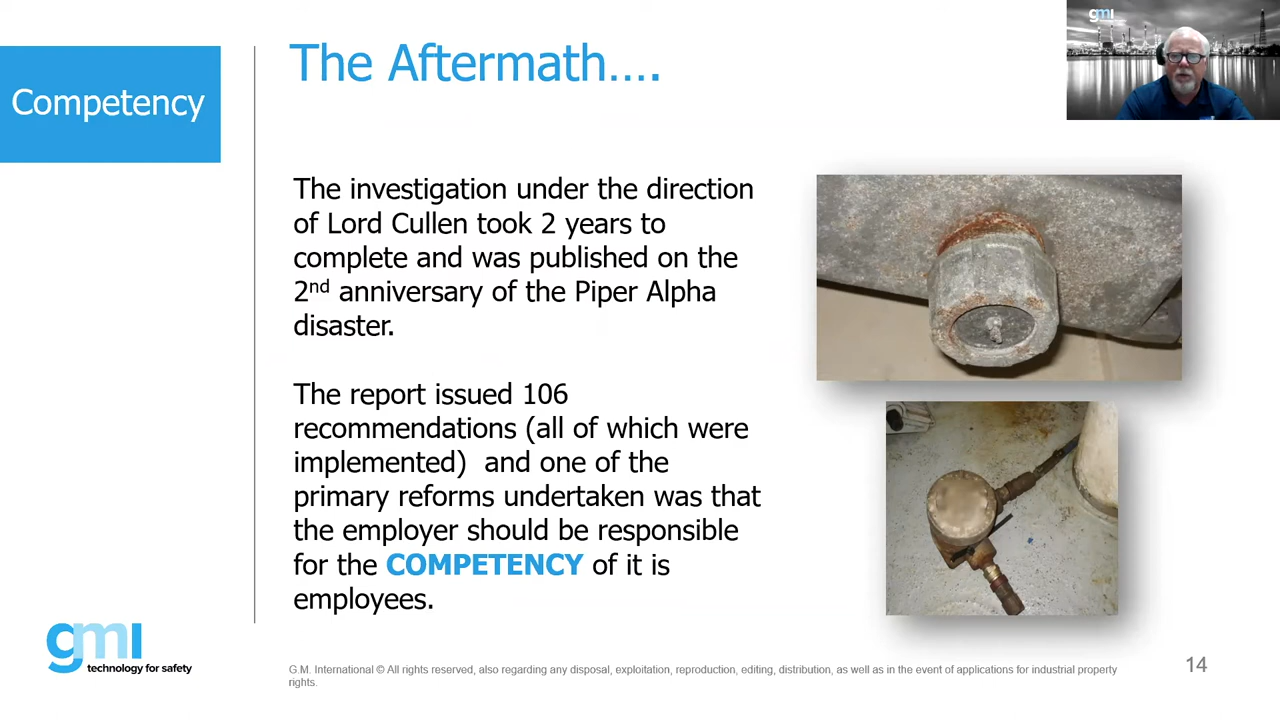 The Aftermath….
gmi
Competency
The investigation under the direction
of Lord Cullen took 2 years to
complete and was published on the
2nd anniversary of the Piper Alpha
disaster.
The report issued 106
recommendations (all of which were
implemented)  and one of the
primary reforms undertaken was that
the employer should be responsible
for the COMPETENCY of it is
employees.
gmi
technology for safety
G.M. International © All rights reserved, also regarding any disposal, exploitation, reproduction, editing, distribution, as well as in the event of applications for industrial property
rights.
14